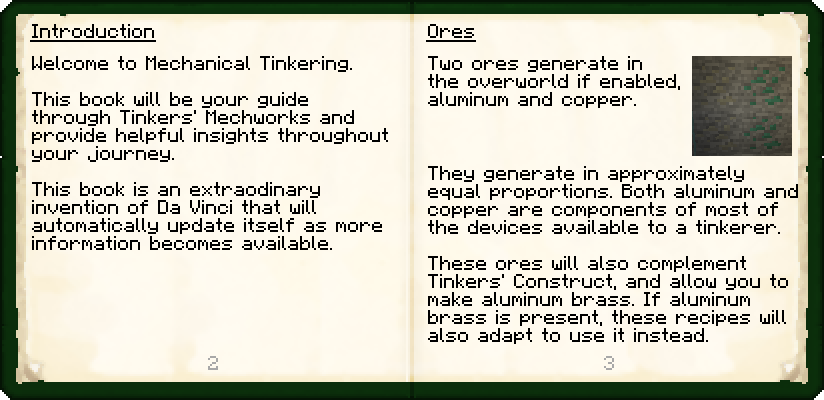 Introduction
Welcome to Mechanical Tinkering.
This book will be your guide
through Tinkers' Mechworks and
provide helpful insights throughout
your journey.
This book is an extraodinary
invention of Da Vinci that will
automatically update itself as more
information becomes available.
2
Ores
Two ores generate in
the overworld if enabled,
aluminum and copper.
They generate in approximately
equal proportions. Both aluminum and
copper are components of most of
the devices available to a tinkerer.
These ores will also complement
Tinkers' Construct, and allow you to
make aluminum brass. If aluminum
brass is present, these recipes will
also adapt to use it instead.
3